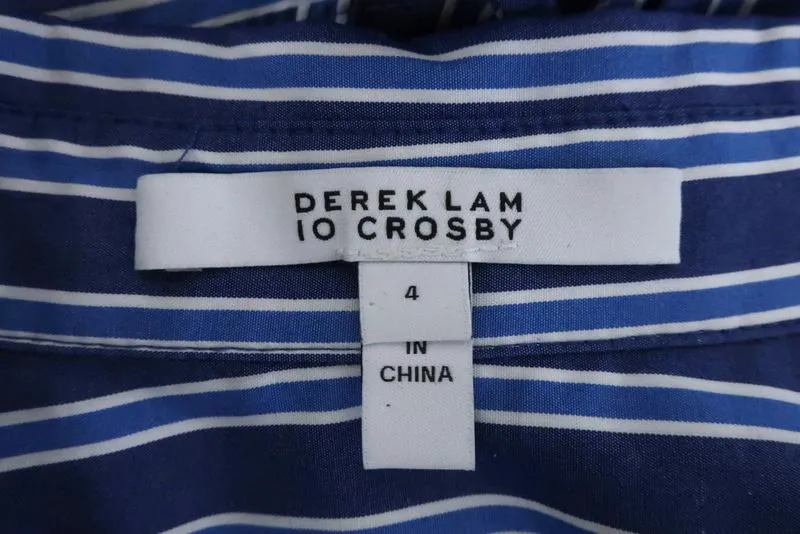 DEREK LAM
10 CROSBY
4
IN
CHINA